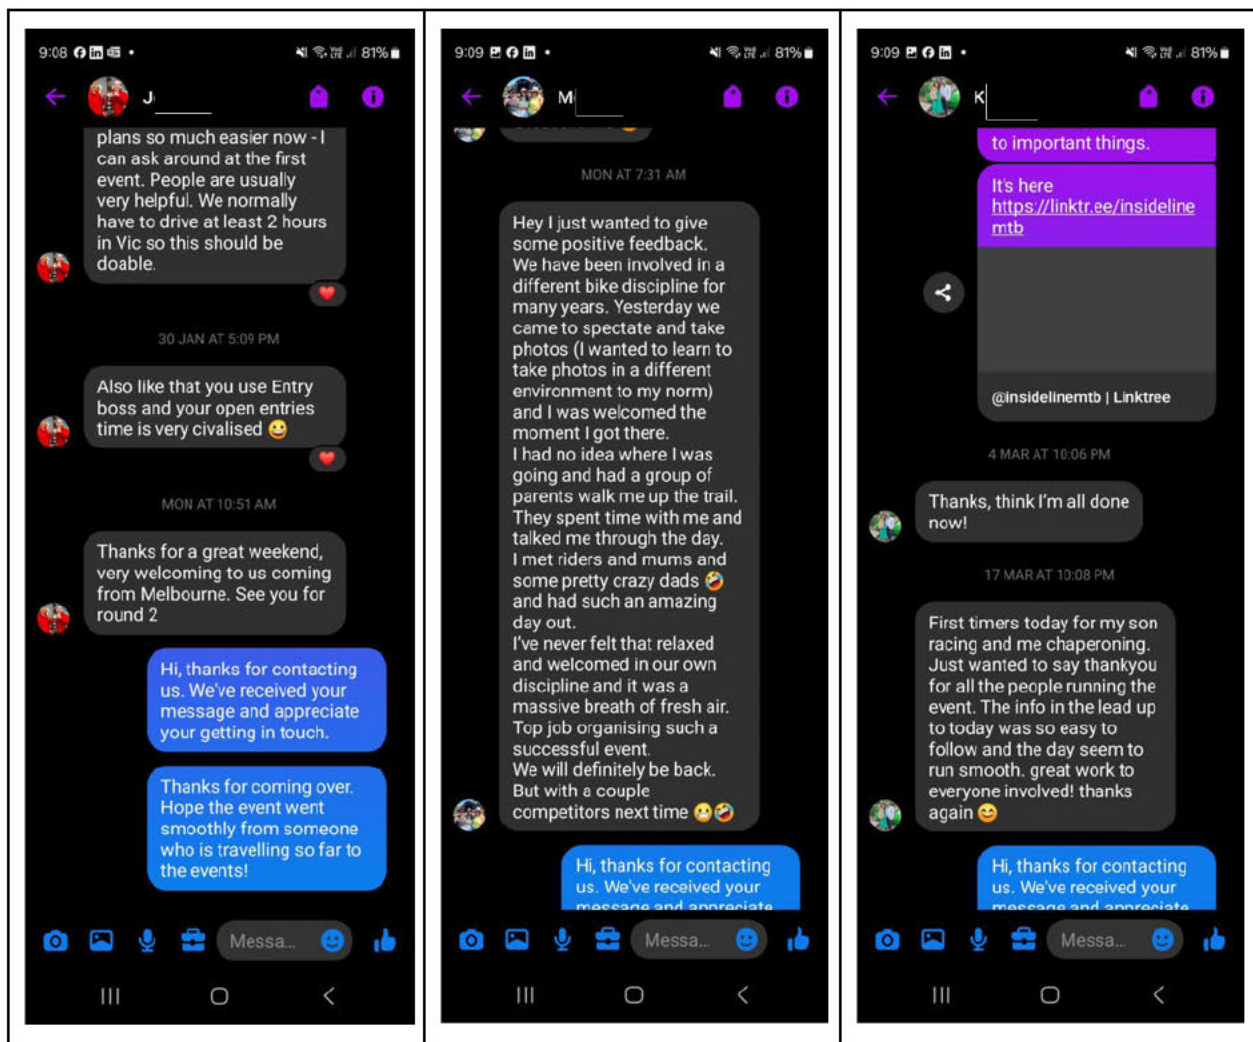 9:08
81%
J
plans so much easier now - I
can ask around at the first
event. People are usually
very helpful. We normally
have to drive at least 2 hours
in Vic so this should be
doable.
30 JAN AT 5:09 PM
Also like that you use Entry
boss and your open entries
time is very civalised 😀
MON AT 10:51 AM
Thanks for a great weekend,
very welcoming to us coming
from Melbourne. See you for
round 2
Hi, thanks for contacting
us. We've received your
message and appreciate
your getting in touch.
Thanks for coming over.
Hope the event went
smoothly from someone
who is travelling so far to
the events!
Messa...
9:09
81%
M
MON AT 7:31 AM
Hey I just wanted to give
some positive feedback.
We have been involved in a
different bike discipline for
many years. Yesterday we
came to spectate and take
photos (I wanted to learn to
take photos in a different
environment to my norm)
and I was welcomed the
moment I got there.
I had no idea where I was
going and had a group of
parents walk me up the trail.
They spent time with me and
talked me through the day.
I met riders and mums and
some pretty crazy dads 🤣
and had such an amazing
day out.
I've never felt that relaxed
and welcomed in our own
discipline and it was a
massive breath of fresh air.
Top job organising such a
successful event.
We will definitely be back.
But with a couple
competitors next time 😬🤣
Hi, thanks for contacting
us. We've received your
message and appreciate
Messa...
9:09
81%
K
to important things.
It's here
https://linktr.ee/insideline
mtb
@insidelinemtb | Linktree
4 MAR AT 10:06 PM
Thanks, think I'm all done
now!
17 MAR AT 10:08 PM
First timers today for my son
racing and me chaperoning.
Just wanted to say thankyou
for all the people running the
event. The info in the lead up
to today was so easy to
follow and the day seem to
run smooth. great work to
everyone involved! thanks
again 😊
Hi, thanks for contacting
us. We've received your
message and appreciate
Messa...